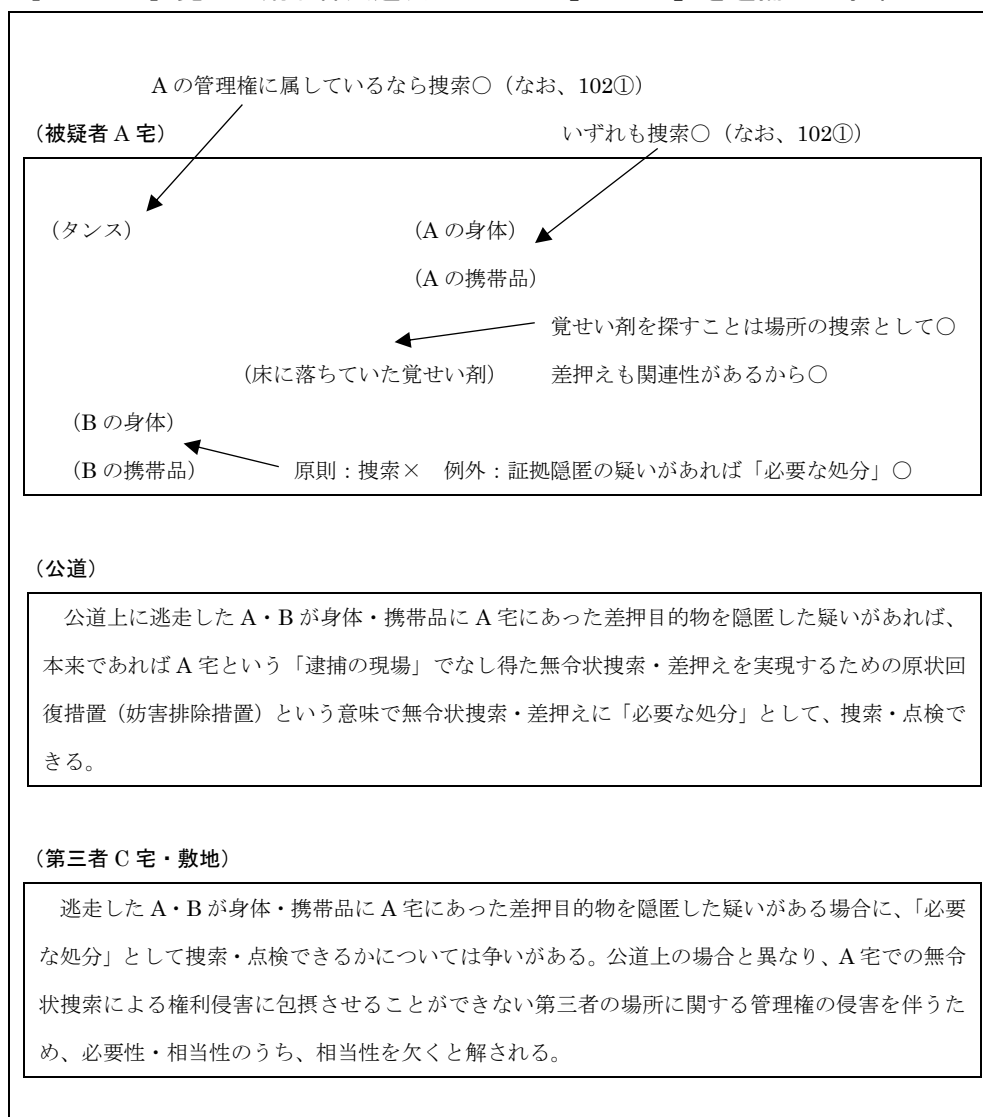 Aの管理権に属しているなら捜索○（なお、102①）
（被疑者A宅） いずれも捜索○（なお、102①）
（タンス） （Aの身体）
（Aの携帯品）
覚せい剤を探すことは場所の捜索として○
（床に落ちていた覚せい剤） 差押えも関連性があるから○
（Bの身体）
（Bの携帯品） 原則：捜索× 例外：証拠隠匿の疑いがあれば「必要な処分」○
（公道）
公道上に逃走したA・Bが身体・携帯品にA宅にあった差押目的物を隠匿した疑いがあれば、
本来であればA宅という「逮捕の現場」でなし得た無令状捜索・差押えを実現するための原状回
復措置（妨害排除措置）という意味で無令状捜索・差押えに「必要な処分」として、捜索・点検で
きる。
（第三者C宅・敷地）
逃走したA・Bが身体・携帯品にA宅にあった差押目的物を隠匿した疑いがある場合に、「必要
な処分」として捜索・点検できるかについては争いがある。公道上の場合と異なり、A宅での無令
状捜索による権利侵害に包摂させることができない第三者の場所に関する管理権の侵害を伴うた
め、必要性・相当性のうち、相当性を欠くと解される。